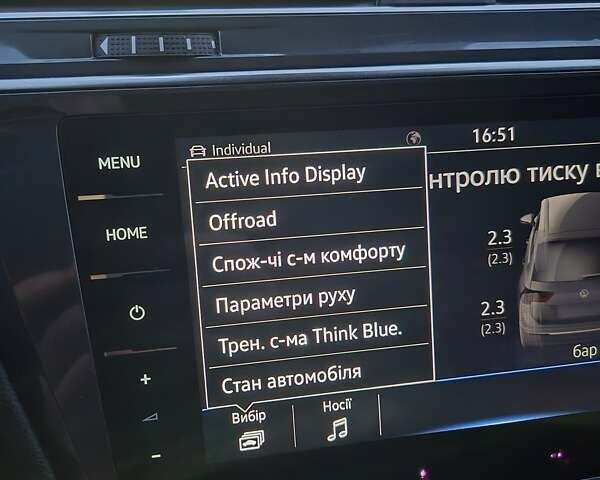 Individual
16:51
MENU
HOME
+
-
Active Info Display
Offroad
Спож-чі с-м комфорту
Параметри руху
Трен. с-ма Think Blue.
Стан автомобіля
нтролю тиску
2.3
(2.3)
2.3
(2.3)
бар
Вибір
Носії